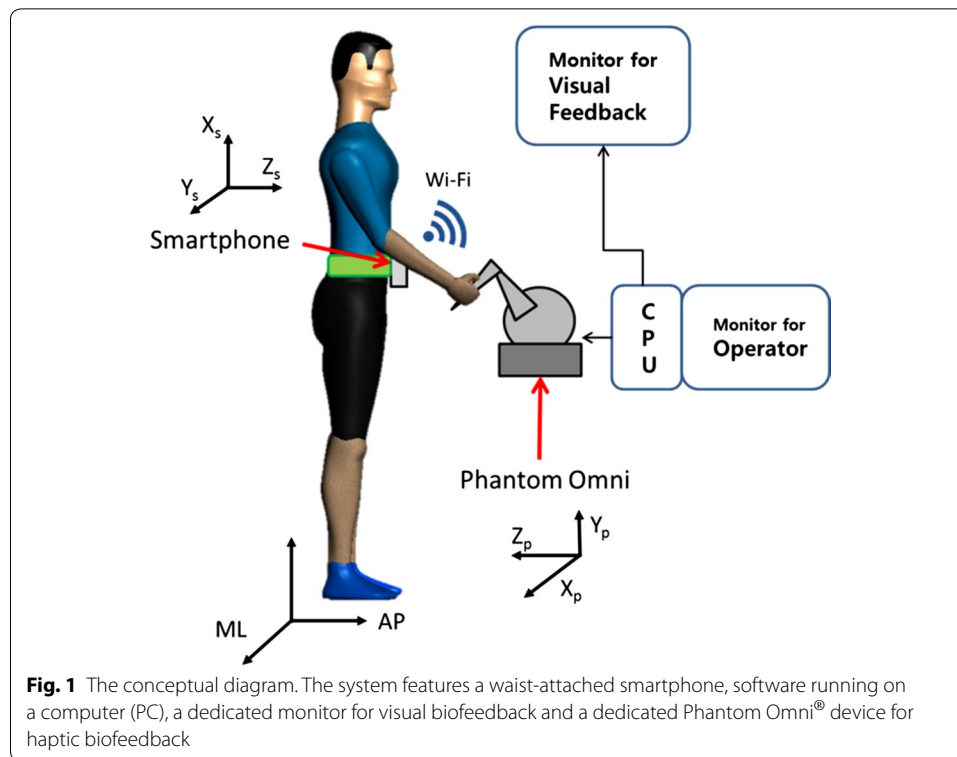 Monitor for
Visual
Feedback
Xs
Zs
Ys
Wi-Fi
Smartphone
C
P
U
Monitor for
Operator
Phantom Omni
Yp
Zp
Xp
ML
AP
Fig. 1 The conceptual diagram. The system features a waist-attached smartphone, software running on
a computer (PC), a dedicated monitor for visual biofeedback and a dedicated Phantom Omni® device for
haptic biofeedback